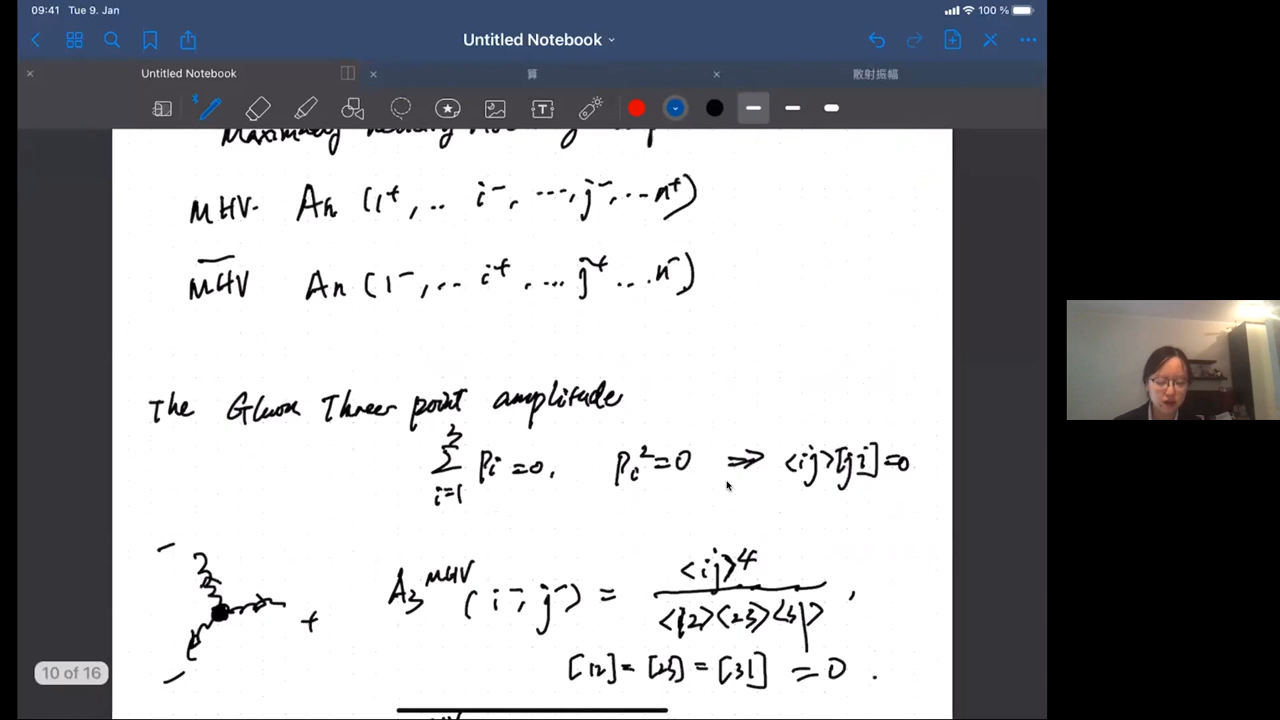 09:41 Tue 9. Jan 100 %
Untitled Notebook
Untitled Notebook 算 散射振幅
Maximally
MHV. An (1⁺, .. i⁻, ..., j⁻, .. n⁺)
M̅H̅V̅ An (1⁻, .. i⁺, ... j⁺ ... n⁻)
The Gluon Three point amplitude
∑_{i=1}^{3} pᵢ = 0, pᵢ² = 0 ⇒ <ij>[ji]=0
- A₃^{MHV} (i⁻, j⁻) = <ij>⁴ / <12><23><31> ,
+
- [12] = [23] = [31] = 0 .
10 of 16